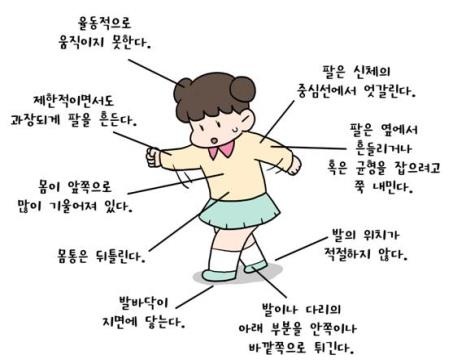 율동적으로
움직이지 못한다.
팔은 신체의
중심선에서 엇갈린다.
제한적이면서도
과장되게 팔을 흔든다.
팔은 옆에서
흔들리거나
혹은 균형을 잡으려고
쭉 내민다.
몸이 앞쪽으로
많이 기울어져 있다.
발의 위치가
적절하지 않다.
몸통은 뒤틀린다.
발바닥이
지면에 닿는다.
발이나 다리의
아래 부분을 안쪽이나
바깥쪽으로 튀긴다.